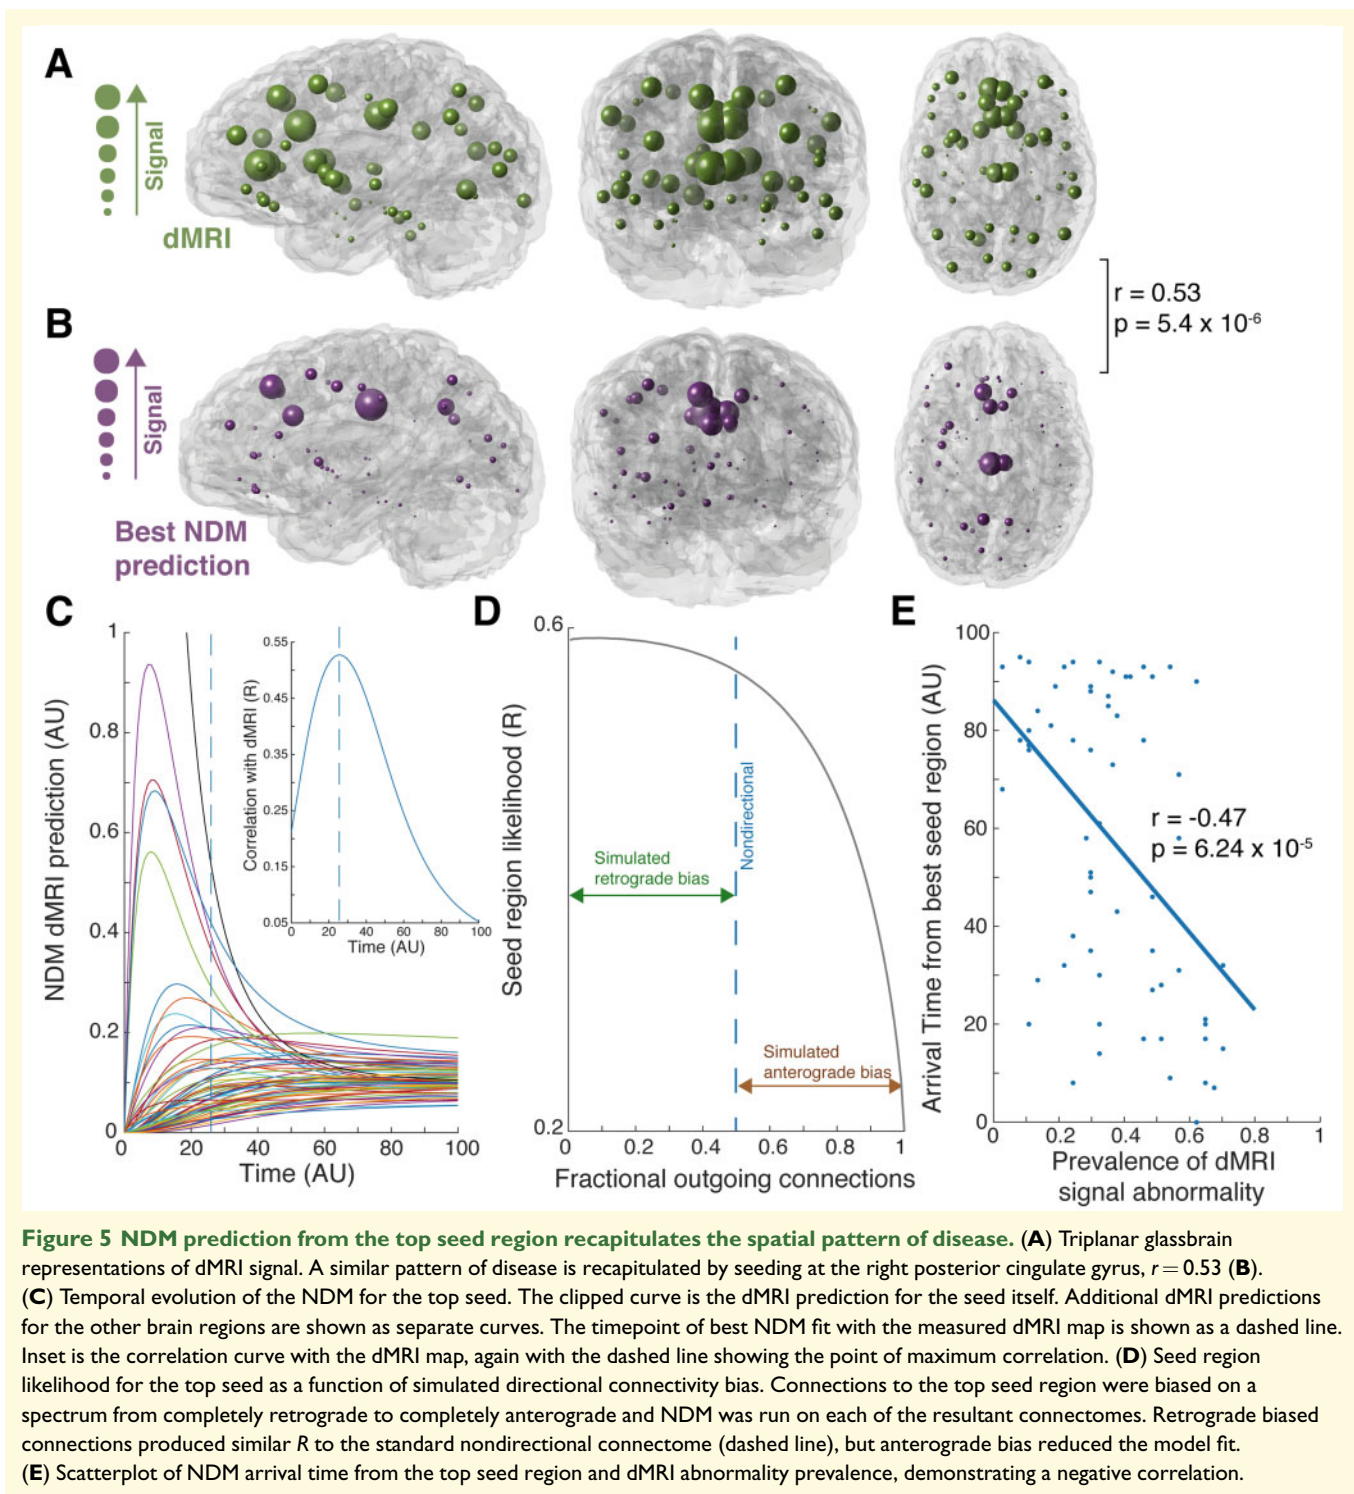 A
Signal
dMRI
r = 0.53
p = 5.4 x 10-6
B
Signal
Best NDM
prediction
C
NDM dMRI prediction (AU)
1
0.8
0.6
0.4
0.2
0
0 20 40 60 80 100
Time (AU)
Correlation with dMRI (R)
0.55
0.45
0.35
0.25
0.15
0.05
0 20 40 60 80 100
Time (AU)
D
Seed region likelihood (R)
0.6
0.2
Nondirectional
Simulated
retrograde bias
Simulated
anterograde bias
0 0.2 0.4 0.6 0.8 1
Fractional outgoing connections
E
Arrival Time from best seed region (AU)
100
80
60
40
20
0
r = -0.47
p = 6.24 x 10-5
0 0.2 0.4 0.6 0.8 1
Prevalence of dMRI
signal abnormality
Figure 5 NDM prediction from the top seed region recapitulates the spatial pattern of disease. (A) Triplanar glassbrain
representations of dMRI signal. A similar pattern of disease is recapitulated by seeding at the right posterior cingulate gyrus, r = 0.53 (B).
(C) Temporal evolution of the NDM for the top seed. The clipped curve is the dMRI prediction for the seed itself. Additional dMRI predictions
for the other brain regions are shown as separate curves. The timepoint of best NDM fit with the measured dMRI map is shown as a dashed line.
Inset is the correlation curve with the dMRI map, again with the dashed line showing the point of maximum correlation. (D) Seed region
likelihood for the top seed as a function of simulated directional connectivity bias. Connections to the top seed region were biased on a
spectrum from completely retrograde to completely anterograde and NDM was run on each of the resultant connectomes. Retrograde biased
connections produced similar R to the standard nondirectional connectome (dashed line), but anterograde bias reduced the model fit.
(E) Scatterplot of NDM arrival time from the top seed region and dMRI abnormality prevalence, demonstrating a negative correlation.